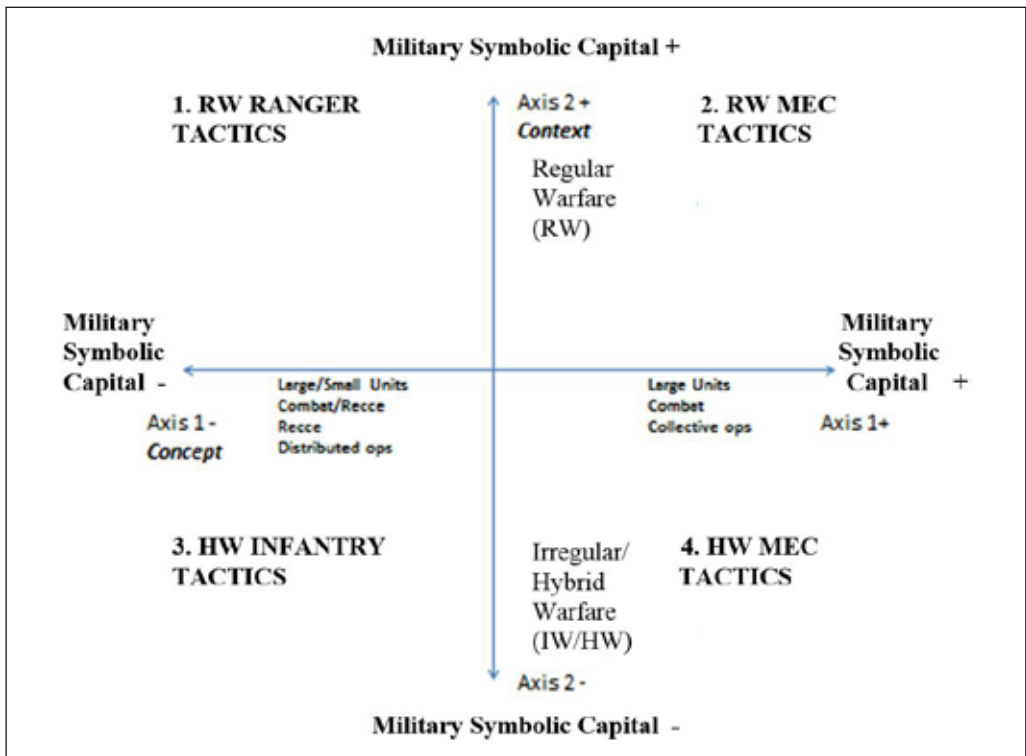 Military Symbolic Capital +
1. RW RANGER
TACTICS
Axis 2 +
Context
2. RW MEC
TACTICS
Regular
Warfare
(RW)
Military
Symbolic
Capital -
Military
Symbolic
Capital +
Axis 1 -
Concept
Large/Small Units
Combat/Recce
Recce
Distributed ops
Large Units
Combat
Collective ops
Axis 1+
3. HW INFANTRY
TACTICS
Irregular/
Hybrid
Warfare
(IW/HW)
4. HW MEC
TACTICS
Axis 2 -
Military Symbolic Capital -